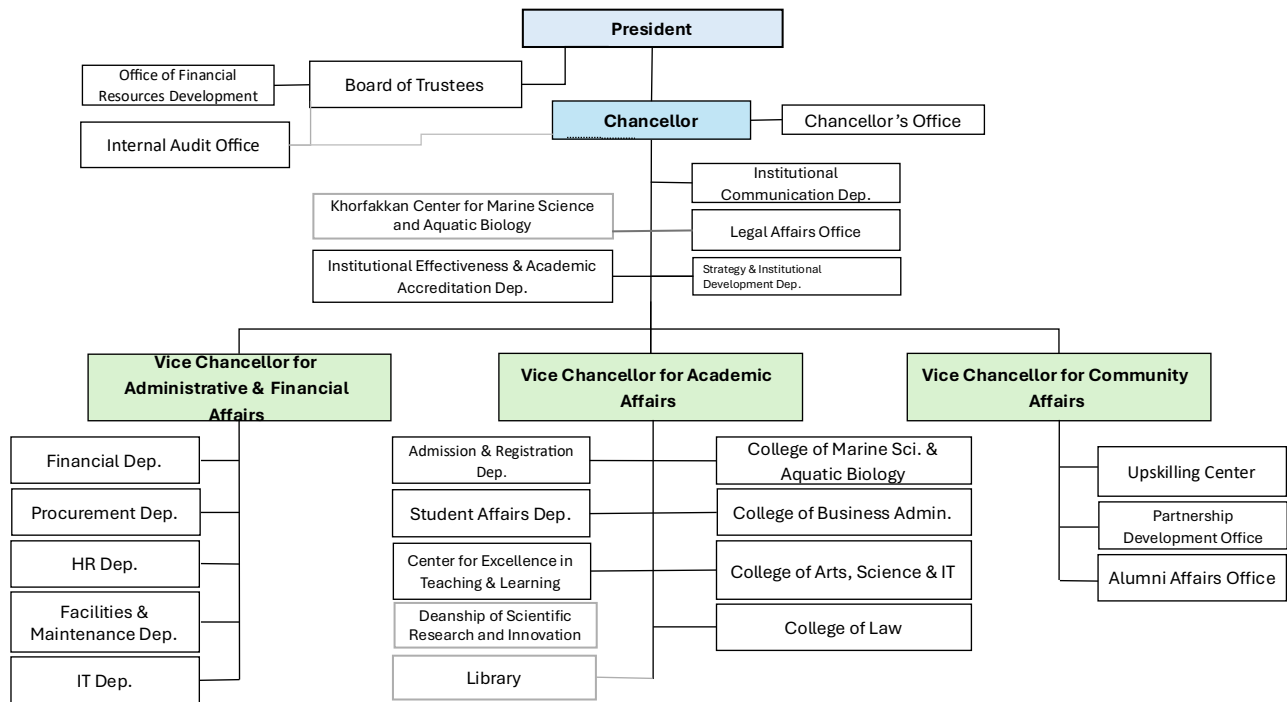 President
Office of Financial
Resources Development
Board of Trustees
Chancellor
Chancellor’s Office
Internal Audit Office
Institutional
Communication Dep.
Khorfakkan Center for Marine Science
and Aquatic Biology
Legal Affairs Office
Institutional Effectiveness & Academic
Accreditation Dep.
Strategy & Institutional
Development Dep.
Vice Chancellor for
Administrative & Financial
Affairs
Vice Chancellor for Academic
Affairs
Vice Chancellor for Community
Affairs
Financial Dep.
Procurement Dep.
HR Dep.
Facilities &
Maintenance Dep.
IT Dep.
Admission & Registration
Dep.
Student Affairs Dep.
Center for Excellence in
Teaching & Learning
Deanship of Scientific
Research and Innovation
Library
College of Marine Sci. &
Aquatic Biology
College of Business Admin.
College of Arts, Science & IT
College of Law
Upskilling Center
Partnership
Development Office
Alumni Affairs Office